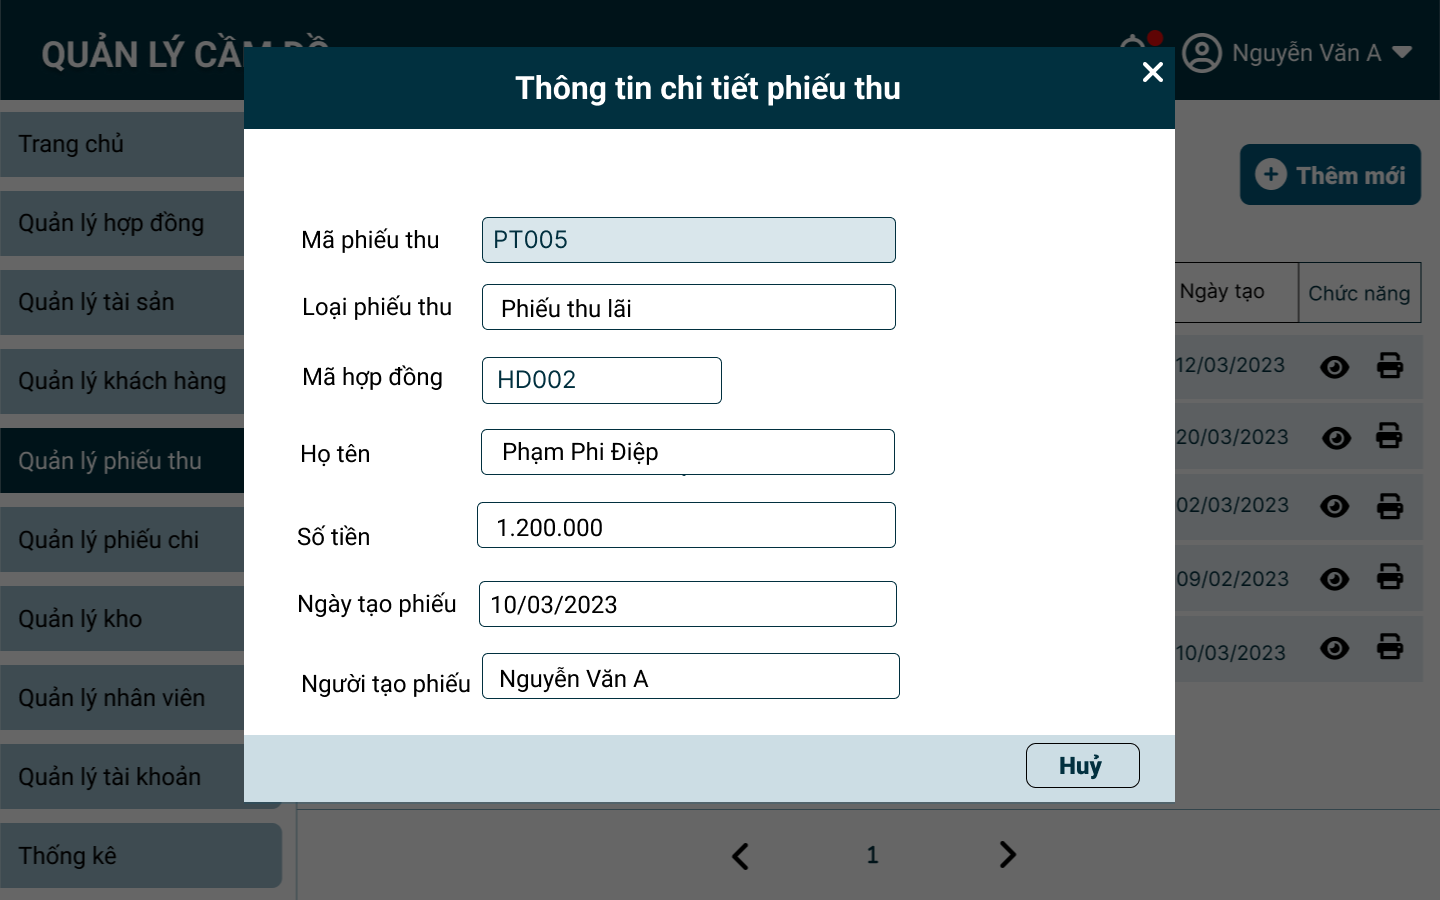 QUẢN LÝ CẦM ĐỒ
Nguyễn Văn A
Thông tin chi tiết phiếu thu
Trang chủ
Quản lý hợp đồng
Quản lý tài sản
Quản lý khách hàng
Quản lý phiếu thu
Quản lý phiếu chi
Quản lý kho
Quản lý nhân viên
Quản lý tài khoản
Thống kê
Mã phiếu thu PT005
Loại phiếu thu Phiếu thu lãi
Mã hợp đồng HD002
Họ tên Phạm Phi Điệp
Số tiền 1.200.000
Ngày tạo phiếu 10/03/2023
Người tạo phiếu Nguyễn Văn A
Huỷ
Thêm mới
Ngày tạo Chức năng
12/03/2023
20/03/2023
02/03/2023
09/02/2023
10/03/2023
1